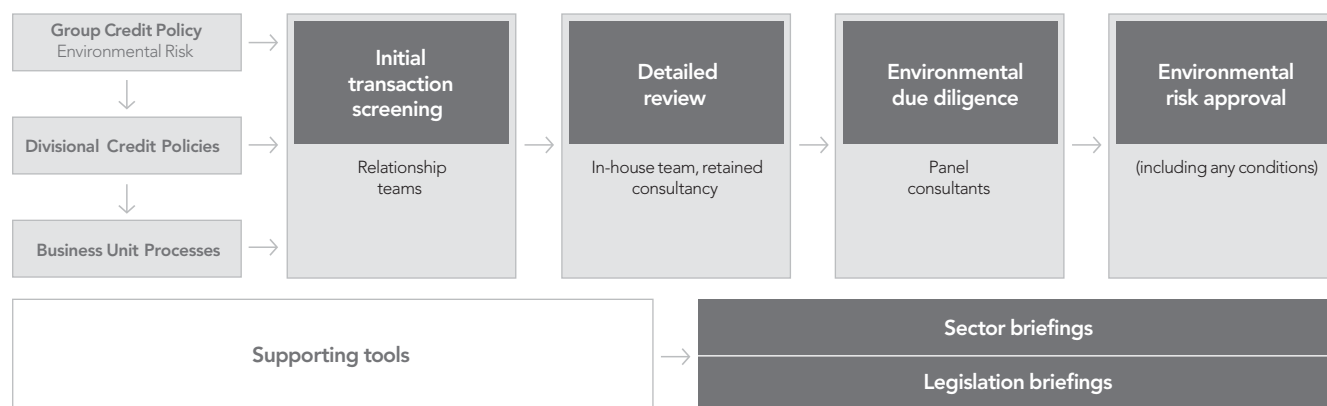 Group Credit Policy
Environmental Risk
Divisional Credit Policies
Business Unit Processes
Initial
transaction
screening
Relationship
teams
Detailed
review
In-house team, retained
consultancy
Environmental
due diligence
Panel
consultants
Environmental
risk approval
(including any conditions)
Supporting tools
Sector briefings
Legislation briefings